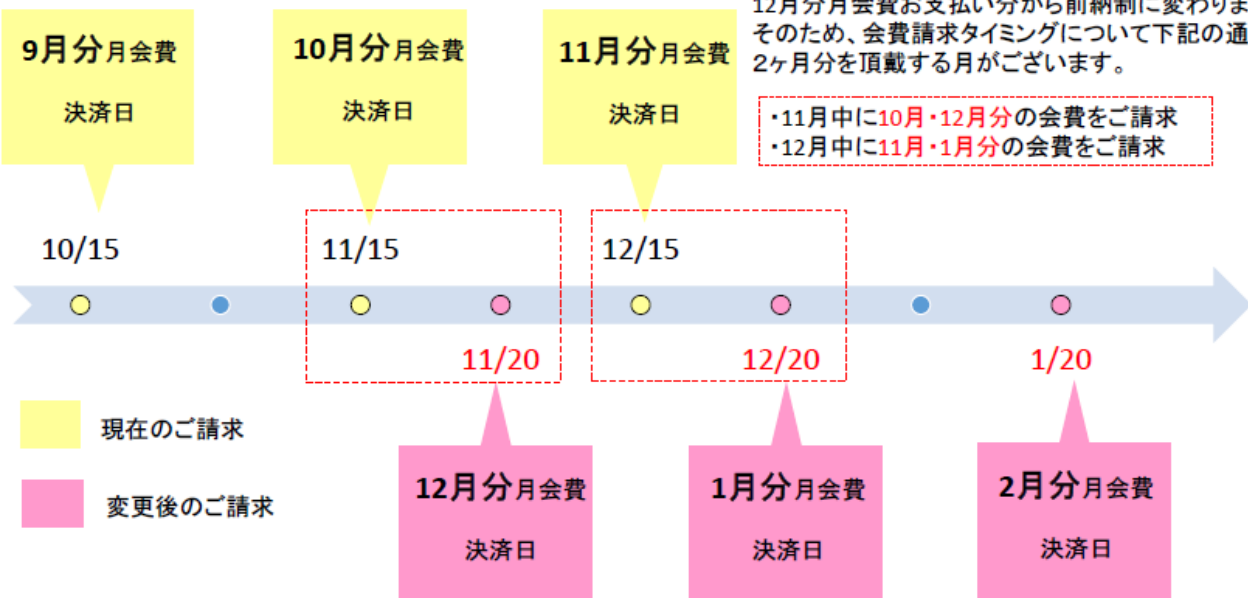 12月分月会費お支払い分から前納制に変わりま
そのため、会費請求タイミングについて下記の通
2ヶ月分を頂戴する月がございます。
・11月中に10月・12月分の会費をご請求
・12月中に11月・1月分の会費をご請求
9月分月会費
決済日
10月分月会費
決済日
11月分月会費
決済日
10/15
11/15
12/15
11/20
12/20
1/20
現在のご請求
変更後のご請求
12月分月会費
決済日
1月分月会費
決済日
2月分月会費
決済日